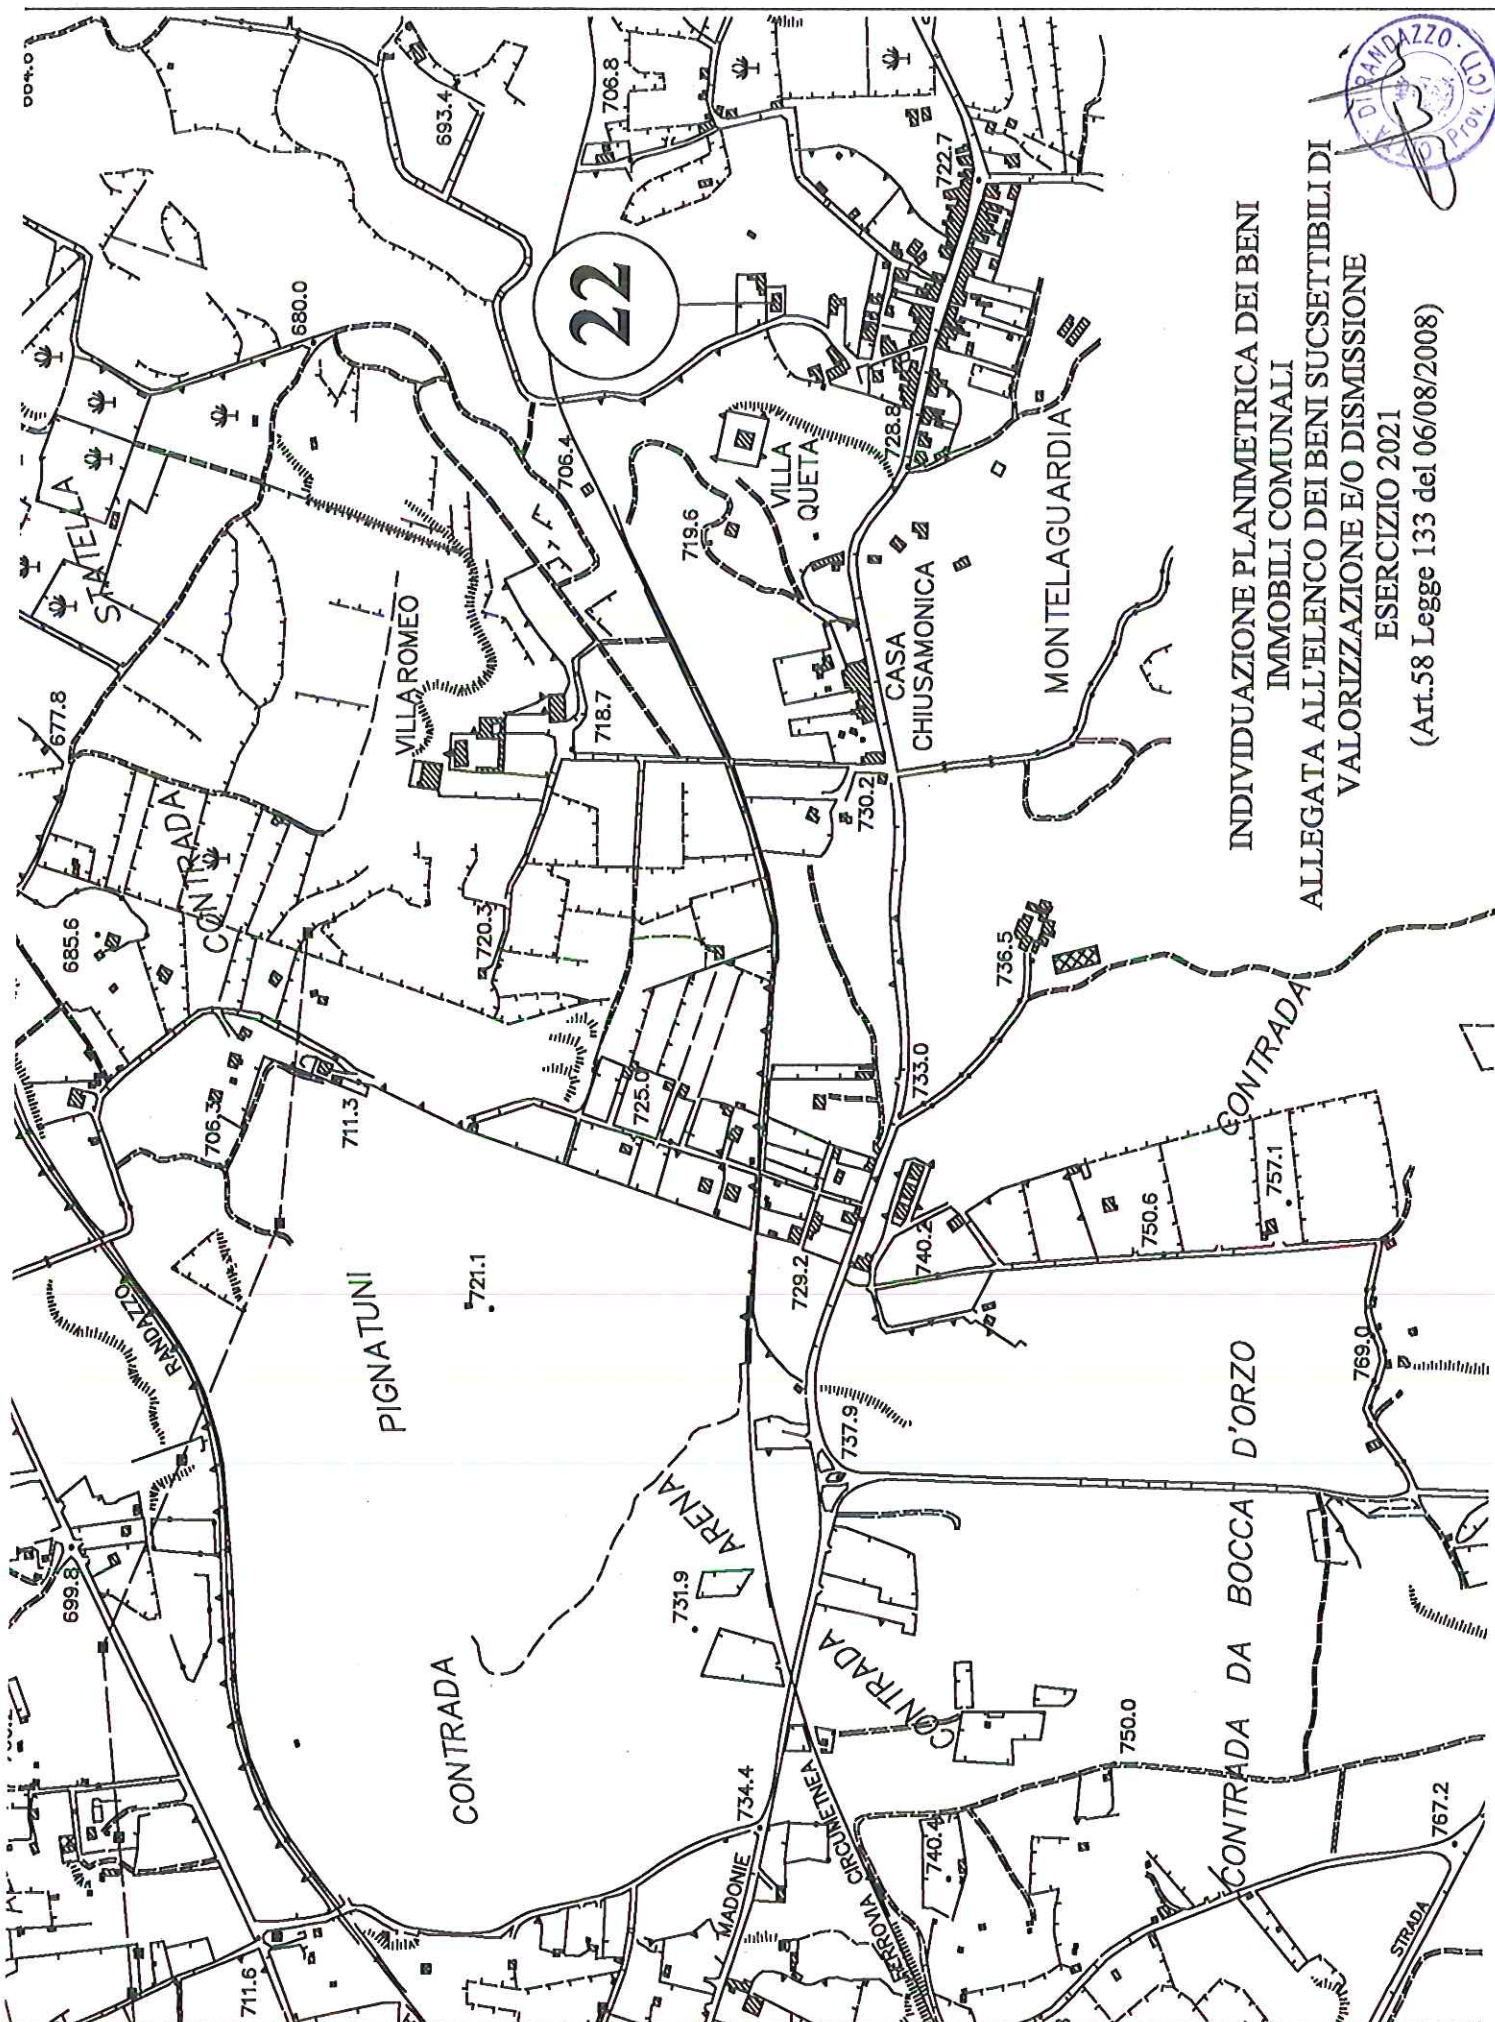 INDIVIDUAZIONE PLANIMETRICA DEI BENI
IMMOBILI COMUNALI
ALLEGATA ALL'ELENCO DEI BENI SUCSETTIBILI DI
VALORIZZAZIONE E/O DISMISSIONE
ESERCIZIO 2021
(Art.58 Legge 133 del 06/08/2008)
CITTA' DI RANDAZZO - (CT)
Prov.
22
693.4
706.8
722.7
680.0
706.4
728.8
VILLA
QUETA
719.6
MONTELAGUARDIA
STATELLA
677.8
VILLA ROMEO
718.7
CASA
CHIUSAMONICA
730.2
CONTRADA
685.6
720.3
736.5
733.0
725.0
706.3
711.3
CONTRADA
757.1
750.6
740.2
729.2
721.1
PIGNATUNI
RANDAZZO
769.0
D'ORZO
737.9
ARENA
731.9
699.8
CONTRADA
CONTRADA
750.0
BOCCA
DA
CONTRADA
767.2
734.4
740.4
MADONIE
FERROVIA CIRCUMETNEA
STRADA
711.6